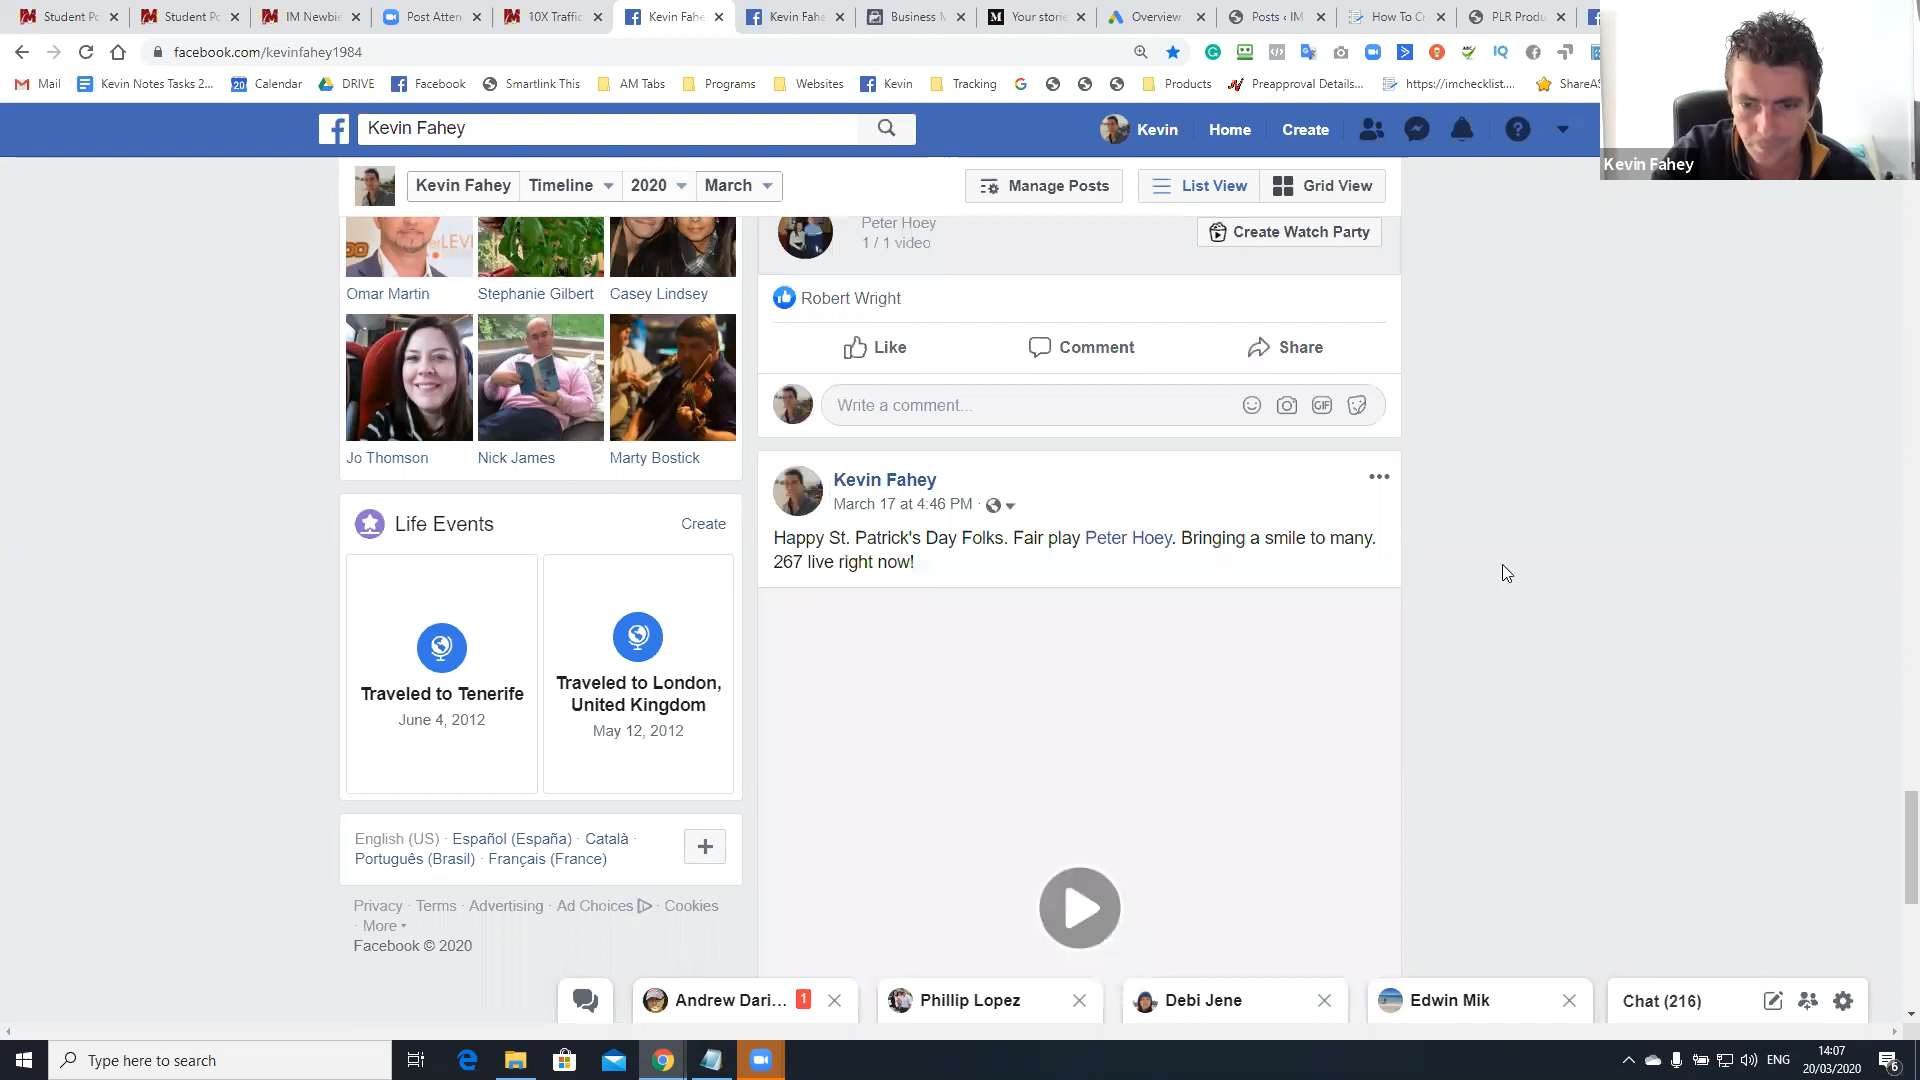 Student Po
Student Po
IM Newbie
Post Atten
10X Traffic
Kevin Fahe
Kevin Fahe
Business M
Your storie
Overview
Posts ‹ IM
How To Cr
PLR Produ
facebook.com/kevinfahey1984
Mail
Kevin Notes Tasks 2...
20 Calendar
DRIVE
Facebook
Smartlink This
AM Tabs
Programs
Websites
Kevin
Tracking
Products
Preapproval Details...
https://imchecklist....
ShareAS
Kevin Fahey
Kevin Fahey
Kevin
Home
Create
Kevin Fahey
Timeline
2020
March
Manage Posts
List View
Grid View
Omar Martin
Stephanie Gilbert
Casey Lindsey
Jo Thomson
Nick James
Marty Bostick
Life Events
Create
Traveled to Tenerife
June 4, 2012
Traveled to London,
United Kingdom
May 12, 2012
English (US) · Español (España) · Català ·
Português (Brasil) · Français (France)
Privacy · Terms · Advertising · Ad Choices · Cookies
· More
Facebook © 2020
Peter Hoey
1 / 1 video
Create Watch Party
Robert Wright
Like
Comment
Share
Write a comment...
GIF
Kevin Fahey
March 17 at 4:46 PM ·
Happy St. Patrick's Day Folks. Fair play Peter Hoey. Bringing a smile to many.
267 live right now!
Andrew Dari... 1
Phillip Lopez
Debi Jene
Edwin Mik
Chat (216)
Type here to search
ENG
14:07
20/03/2020
6